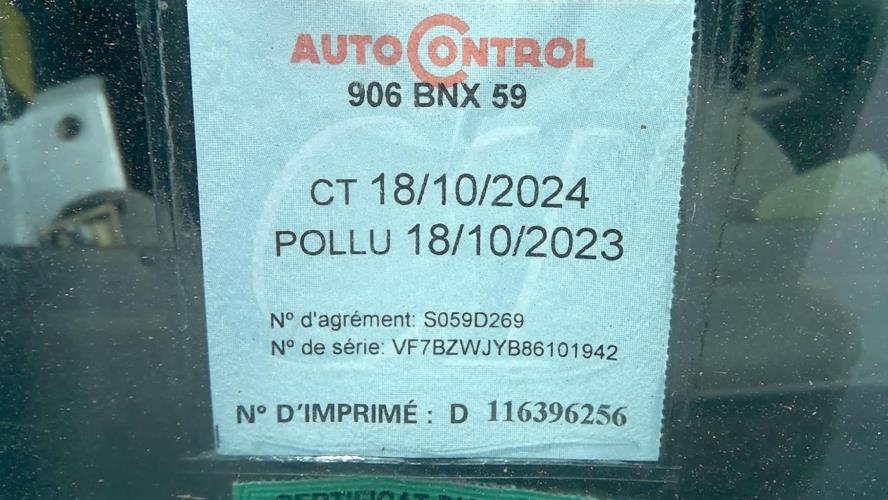 AUTOCONTROL
906 BNX 59
CT 18/10/2024
POLLU 18/10/2023
N° d'agrément: S059D269
N° de série: VF7BZWJYB86101942
N° D'IMPRIMÉ : D 116396256